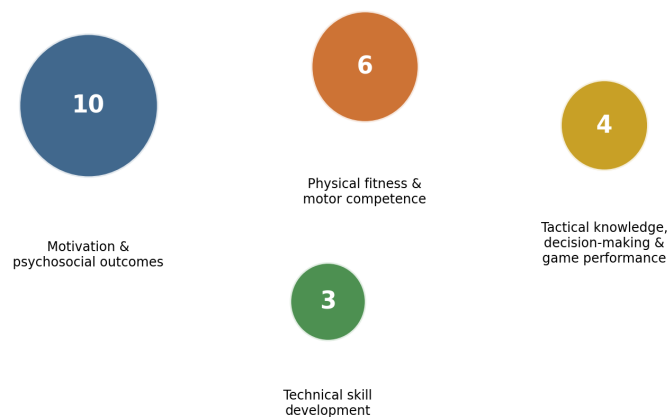 10
Motivation &
psychosocial outcomes
6
Physical fitness &
motor competence
4
Tactical knowledge,
decision-making &
game performance
3
Technical skill
development